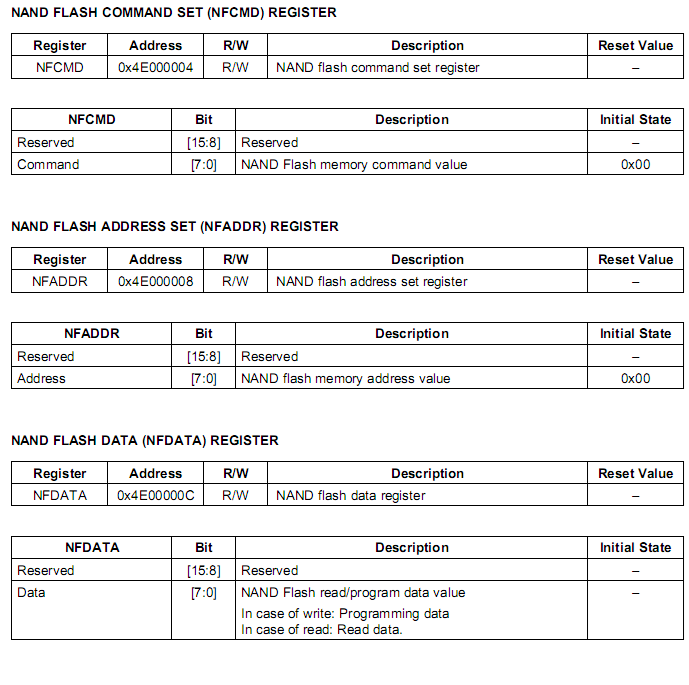 NAND FLASH COMMAND SET (NFCMD) REGISTER
Register Address R/W Description Reset Value
NFCMD 0x4E000004 R/W NAND flash command set register –
NFCMD Bit Description Initial State
Reserved [15:8] Reserved –
Command [7:0] NAND Flash memory command value 0x00
NAND FLASH ADDRESS SET (NFADDR) REGISTER
Register Address R/W Description Reset Value
NFADDR 0x4E000008 R/W NAND flash address set register –
NFADDR Bit Description Initial State
Reserved [15:8] Reserved –
Address [7:0] NAND flash memory address value 0x00
NAND FLASH DATA (NFDATA) REGISTER
Register Address R/W Description Reset Value
NFDATA 0x4E00000C R/W NAND flash data register –
NFDATA Bit Description Initial State
Reserved [15:8] Reserved –
Data [7:0] NAND Flash read/program data value –
In case of write: Programming data
In case of read: Read data.